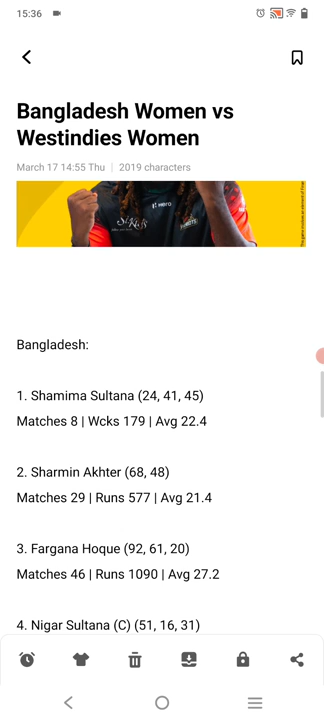 15:36
Bangladesh Women vs
Westindies Women
March 17 14:55 Thu | 2019 characters
Hero
St Kitts
Bangladesh:
1. Shamima Sultana (24, 41, 45)
Matches 8 | Wcks 179 | Avg 22.4
2. Sharmin Akhter (68, 48)
Matches 29 | Runs 577 | Avg 21.4
3. Fargana Hoque (92, 61, 20)
Matches 46 | Runs 1090 | Avg 27.2
4. Nigar Sultana (C) (51, 16, 31)